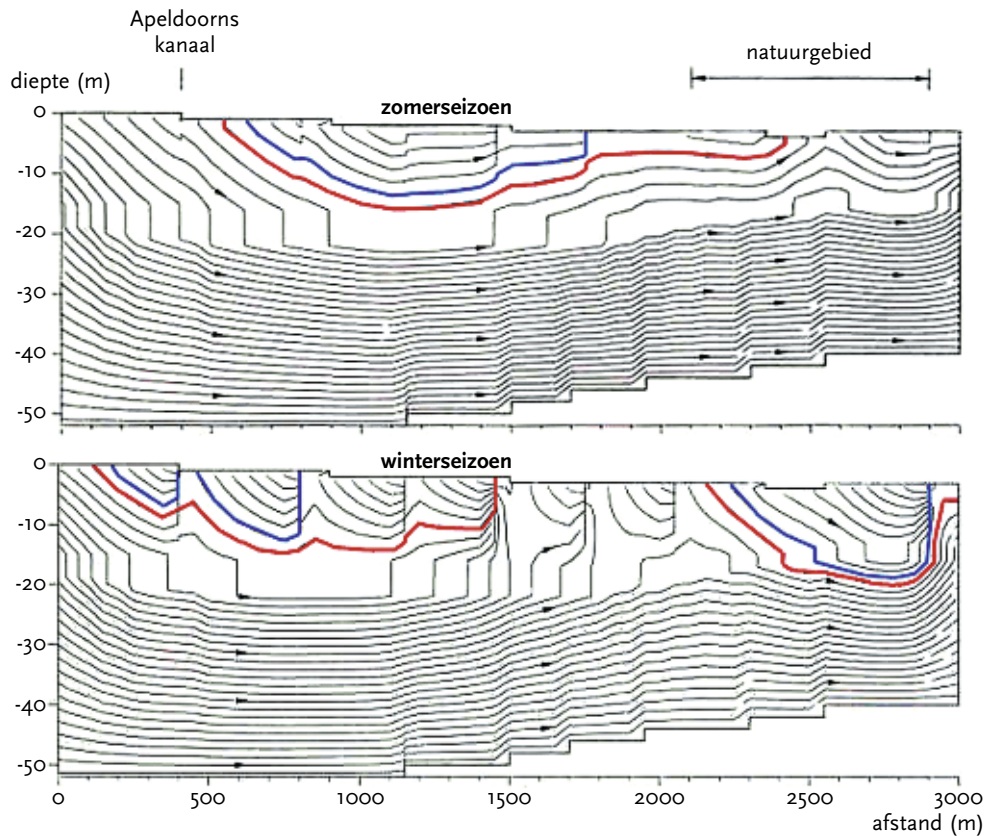 Apeldoorns
kanaal
natuurgebied
diepte (m)
zomerseizoen
0
-10
-20
-30
-40
-50
winterseizoen
0
-10
-20
-30
-40
-50
0 500 1000 1500 2000 2500 3000
afstand (m)